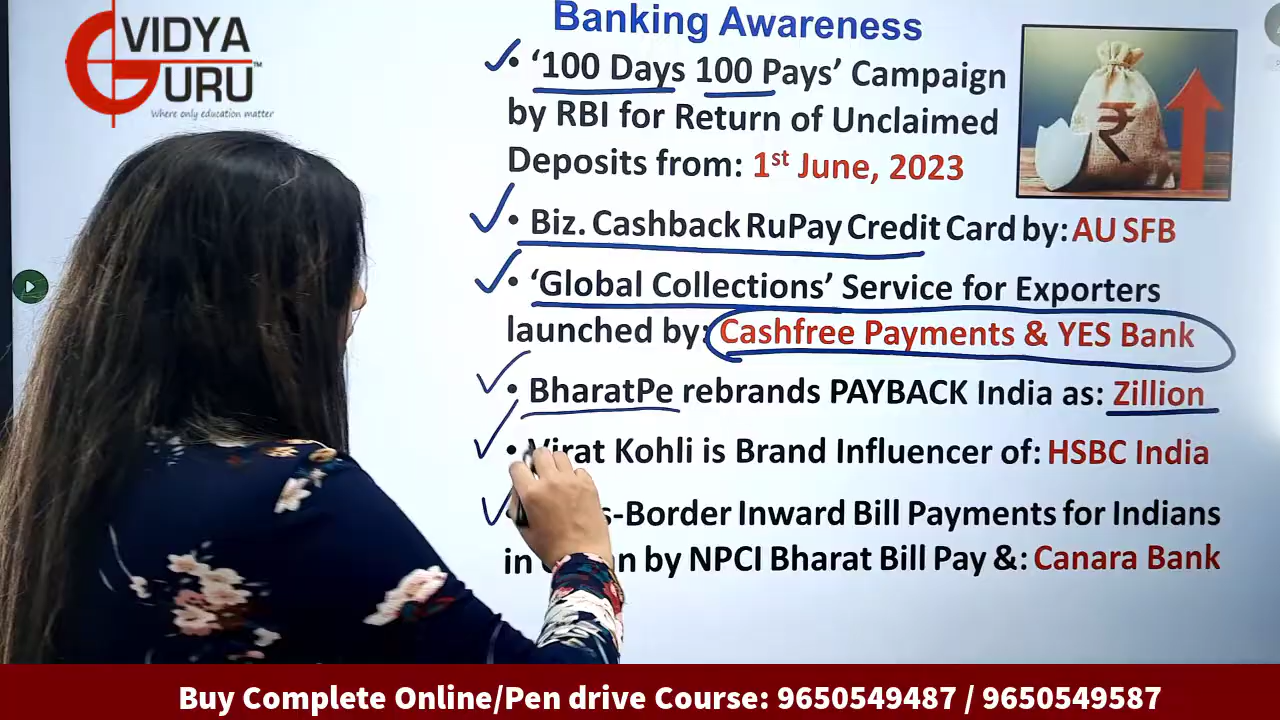 VIDYA
GURU™
Where only education matter
Banking Awareness
• ‘100 Days 100 Pays’ Campaign
by RBI for Return of Unclaimed
Deposits from: 1st June, 2023
• Biz. Cashback RuPay Credit Card by: AU SFB
• ‘Global Collections’ Service for Exporters
launched by: Cashfree Payments & YES Bank
• BharatPe rebrands PAYBACK India as: Zillion
• Virat Kohli is Brand Influencer of: HSBC India
-Border Inward Bill Payments for Indians
in by NPCI Bharat Bill Pay &: Canara Bank
Buy Complete Online/Pen drive Course: 9650549487 / 9650549587